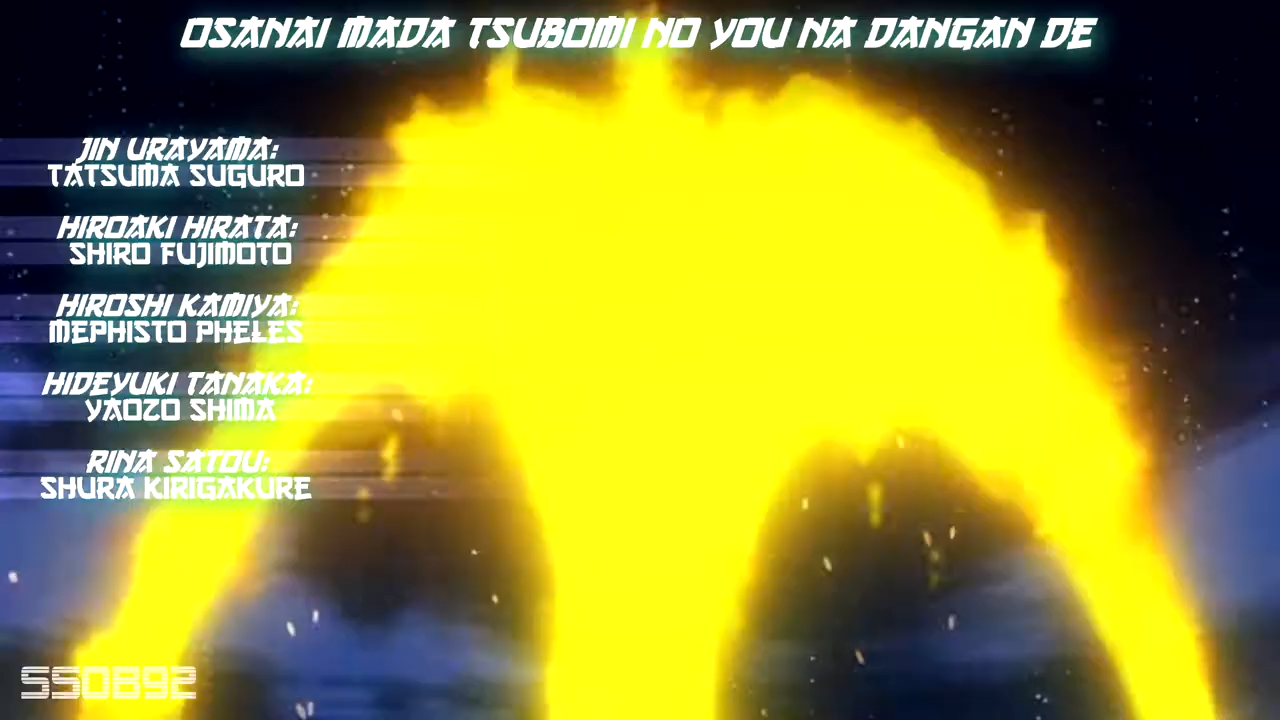 OSANAI MADA TSUBOMI NO YOU NA DANGAN DE
JIN URAYAMA:
TATSUMA SUGURO
HIROAKI HIRATA:
SHIRO FUJIMOTO
HIROSHI KAMIYA:
MEPHISTO PHELES
HIDEYUKI TANAKA:
YAOZO SHIMA
RINA SATOU:
SHURA KIRIGAKURE
SSOB92